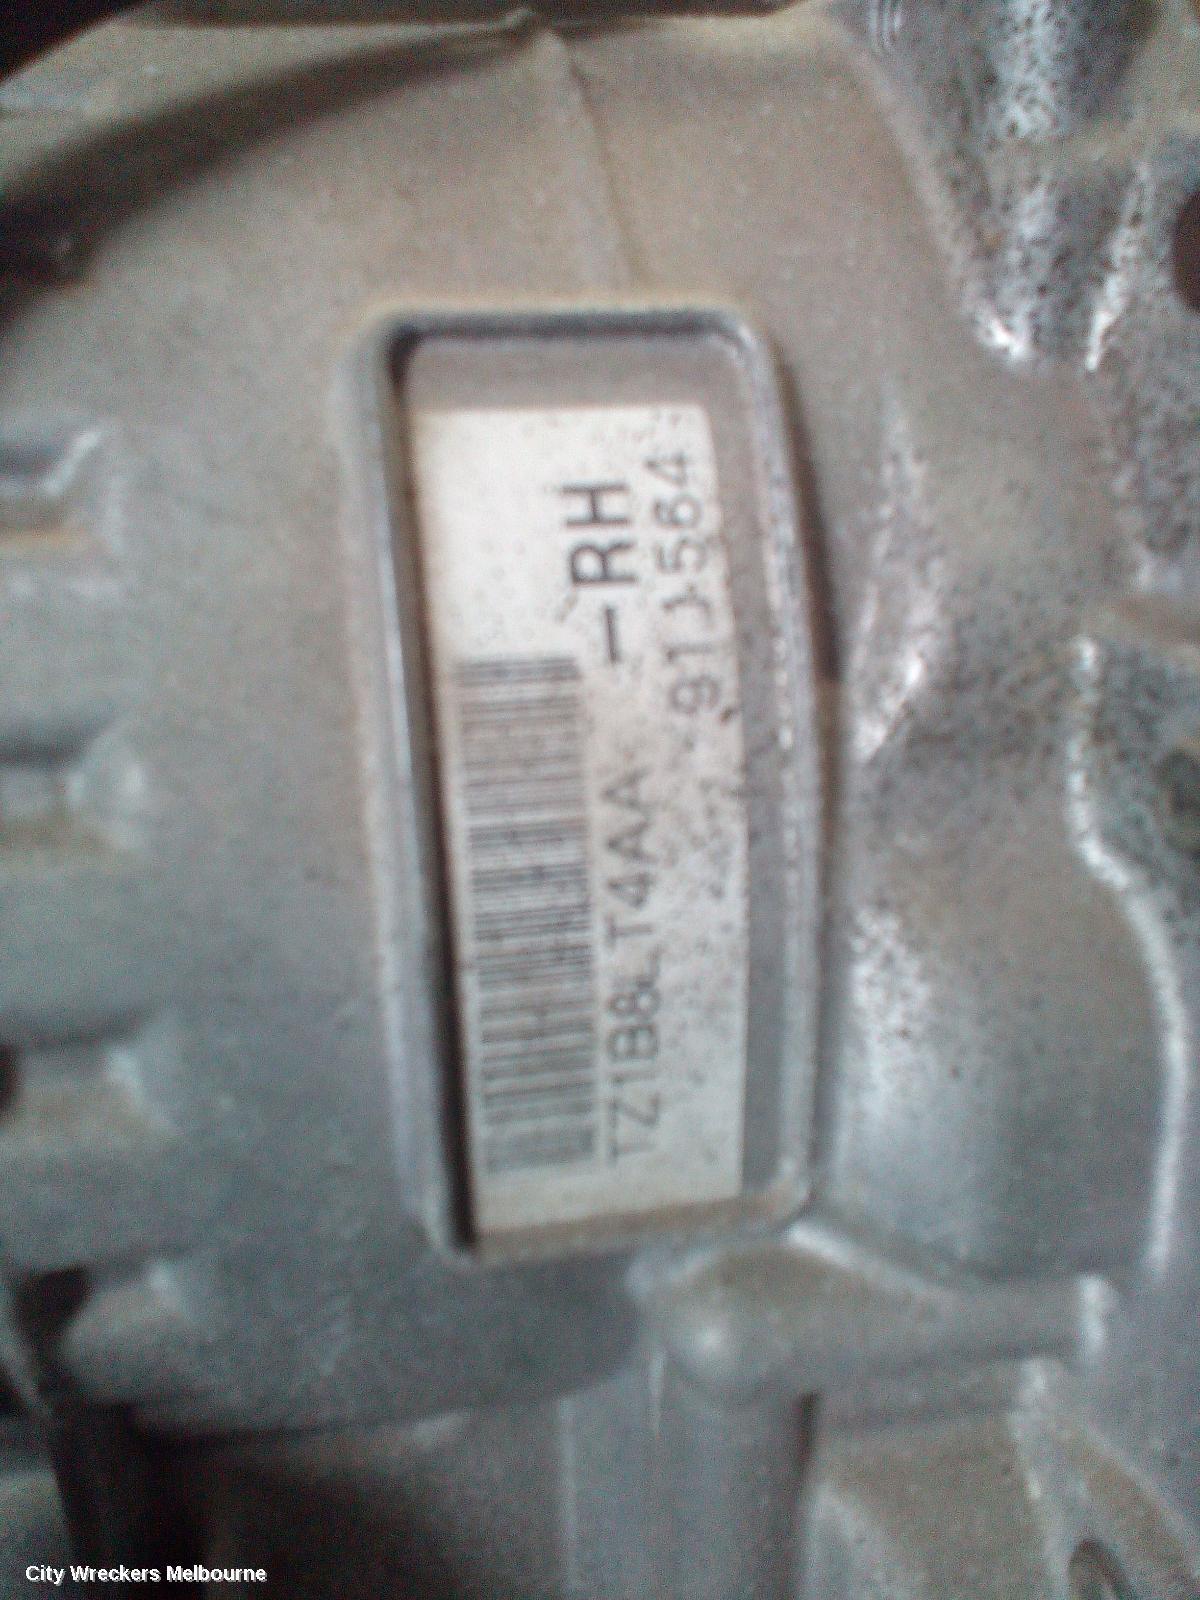 TZ1B8LT4AA-RH
911564
City Wreckers Melbourne